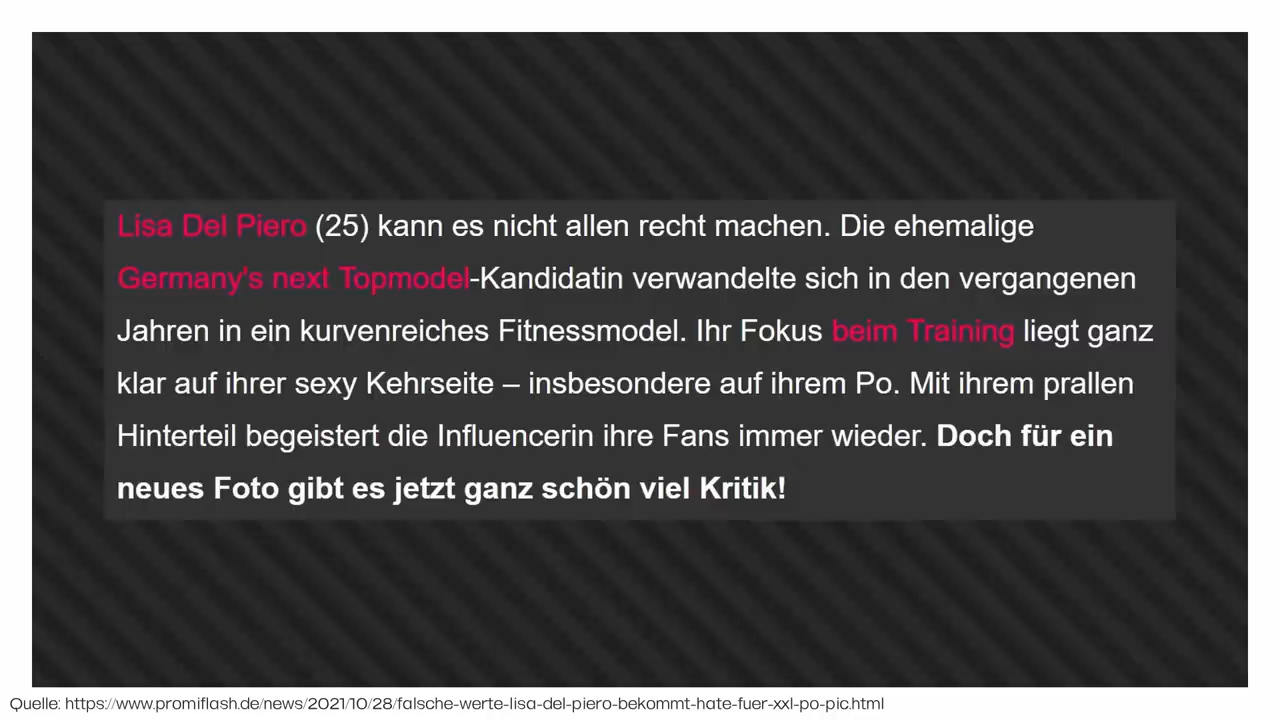 Lisa Del Piero (25) kann es nicht allen recht machen. Die ehemalige
Germany's next Topmodel-Kandidatin verwandelte sich in den vergangenen
Jahren in ein kurvenreiches Fitnessmodel. Ihr Fokus beim Training liegt ganz
klar auf ihrer sexy Kehrseite – insbesondere auf ihrem Po. Mit ihrem prallen
Hinterteil begeistert die Influencerin ihre Fans immer wieder. Doch für ein
neues Foto gibt es jetzt ganz schön viel Kritik!
Quelle: https://www.promiflash.de/news/2021/10/28/falsche-werte-lisa-del-piero-bekommt-hate-fuer-xxl-po-pic.html